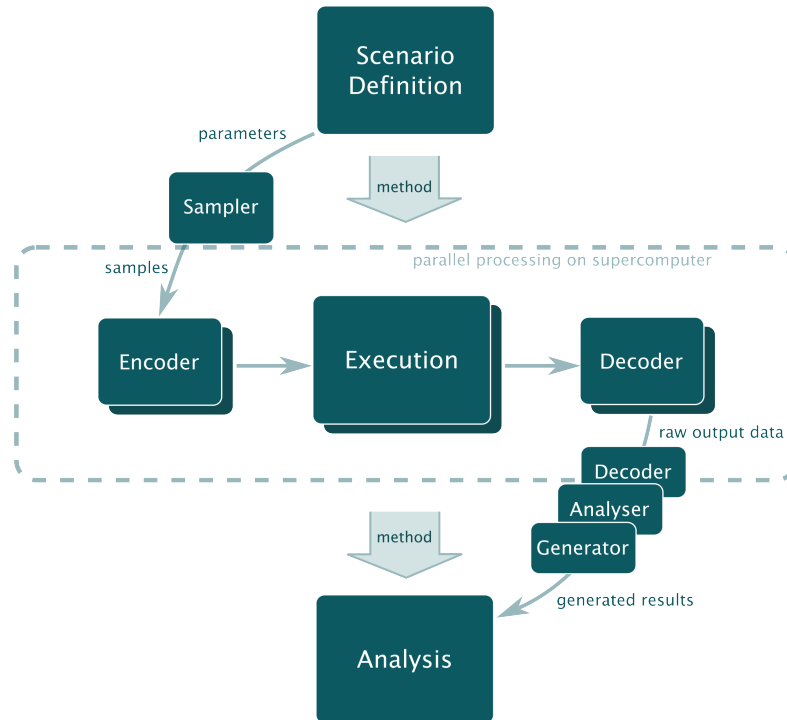 Scenario
Definition
parameters
method
Sampler
samples
parallel processing on supercomputer
Encoder
Execution
Decoder
raw output data
Decoder
Analyser
method
Generator
generated results
Analysis